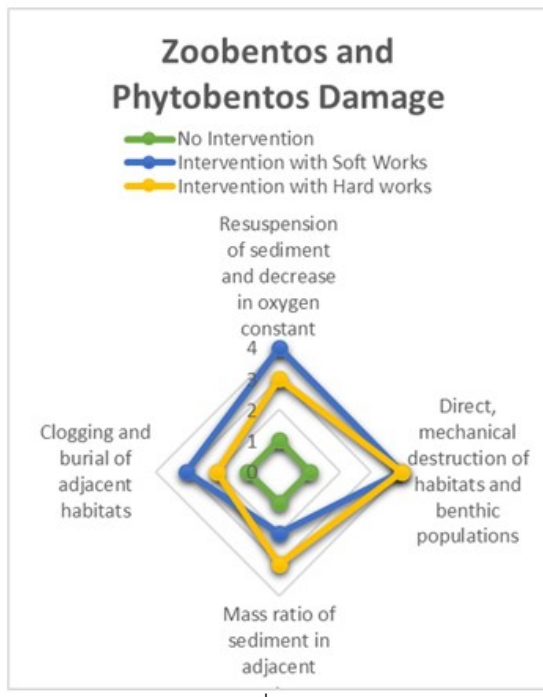 Zoobentos and
Phytobentos Damage
No Intervention
Intervention with Soft Works
Intervention with Hard works
Resuspension
of sediment
and decrease
in oxygen
constant
4
3
2
1
0
Direct,
mechanical
destruction of
habitats and
benthic
populations
Clogging and
burial of
adjacent
habitats
Mass ratio of
sediment in
adjacent